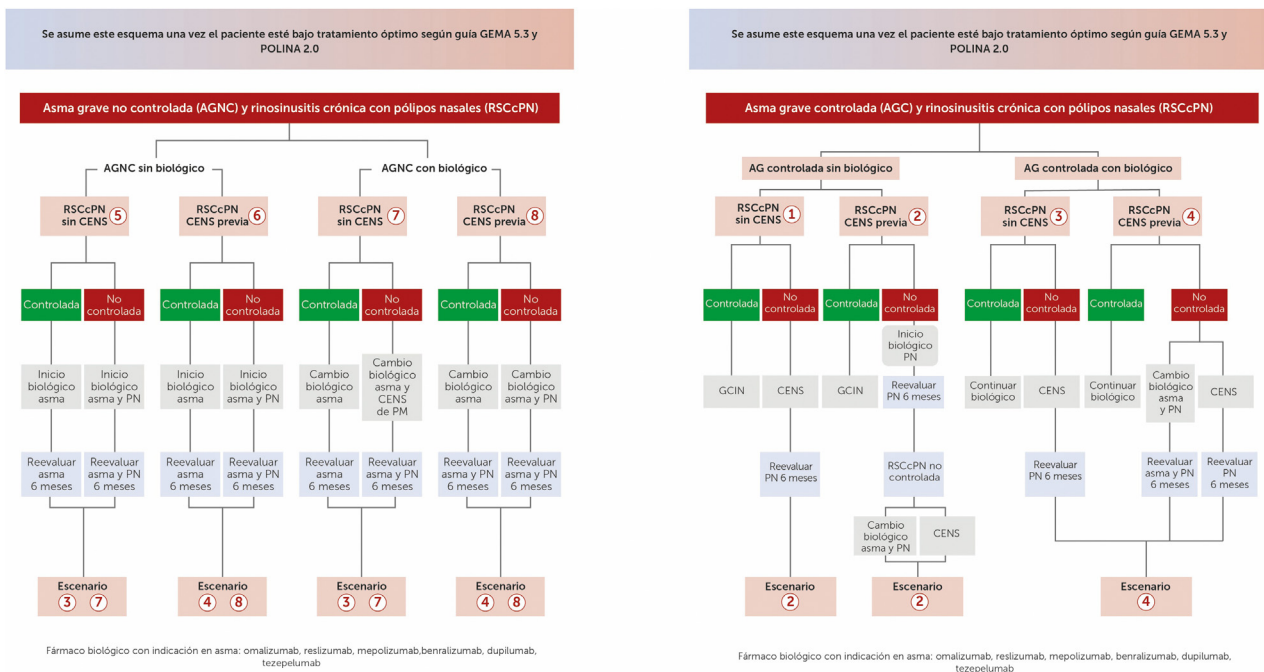 Se asume este esquema una vez el paciente esté bajo tratamiento óptimo según guía GEMA 5.3 y
POLINA 2.0
Asma grave no controlada (AGNC) y rinosinusitis crónica con pólipos nasales (RSCcPN)
AGNC sin biológico
AGNC con biológico
RSCcPN
sin CENS
5
RSCcPN
CENS previa
6
RSCcPN
sin CENS
7
RSCcPN
CENS previa
8
Controlada
No
controlada
Controlada
No
controlada
Controlada
No
controlada
Controlada
No
controlada
Inicio
biológico
asma
Inicio
biológico
asma y PN
Inicio
biológico
asma
Inicio
biológico
asma y PN
Cambio
biológico
asma
Cambio
biológico
asma y
CENS
de PM
Cambio
biológico
asma
Cambio
biológico
asma y PN
Reevaluar
asma
6 meses
Reevaluar
asma y PN
6 meses
Reevaluar
asma
6 meses
Reevaluar
asma y PN
6 meses
Reevaluar
asma
6 meses
Reevaluar
asma y PN
6 meses
Reevaluar
asma y PN
6 meses
Reevaluar
asma y PN
6 meses
Escenario
3 7
Escenario
4 8
Escenario
3 7
Escenario
4 8
Fármaco biológico con indicación en asma: omalizumab, reslizumab, mepolizumab,benralizumab, dupilumab,
tezepelumab
Se asume este esquema una vez el paciente esté bajo tratamiento óptimo según guía GEMA 5.3 y
POLINA 2.0
Asma grave controlada (AGC) y rinosinusitis crónica con pólipos nasales (RSCcPN)
AG controlada sin biológico
AG controlada con biológico
RSCcPN
sin CENS
1
RSCcPN
CENS previa
2
RSCcPN
sin CENS
3
RSCcPN
CENS previa
4
Controlada
No
controlada
Controlada
No
controlada
Controlada
No
controlada
Controlada
No
controlada
Inicio
biológico
PN
GCIN
CENS
GCIN
Reevaluar
PN 6 meses
Continuar
biológico
CENS
Continuar
biológico
Cambio
biológico
asma
y PN
CENS
Reevaluar
PN 6 meses
RSCcPN no
controlada
Reevaluar
PN 6 meses
Reevaluar
asma y PN
6 meses
Reevaluar
PN
6 meses
Cambio
biológico
asma y PN
CENS
Escenario
2
Escenario
2
Escenario
4
Fármaco biológico con indicación en asma: omalizumab, reslizumab, mepolizumab, benralizumab, dupilumab,
tezepelumab